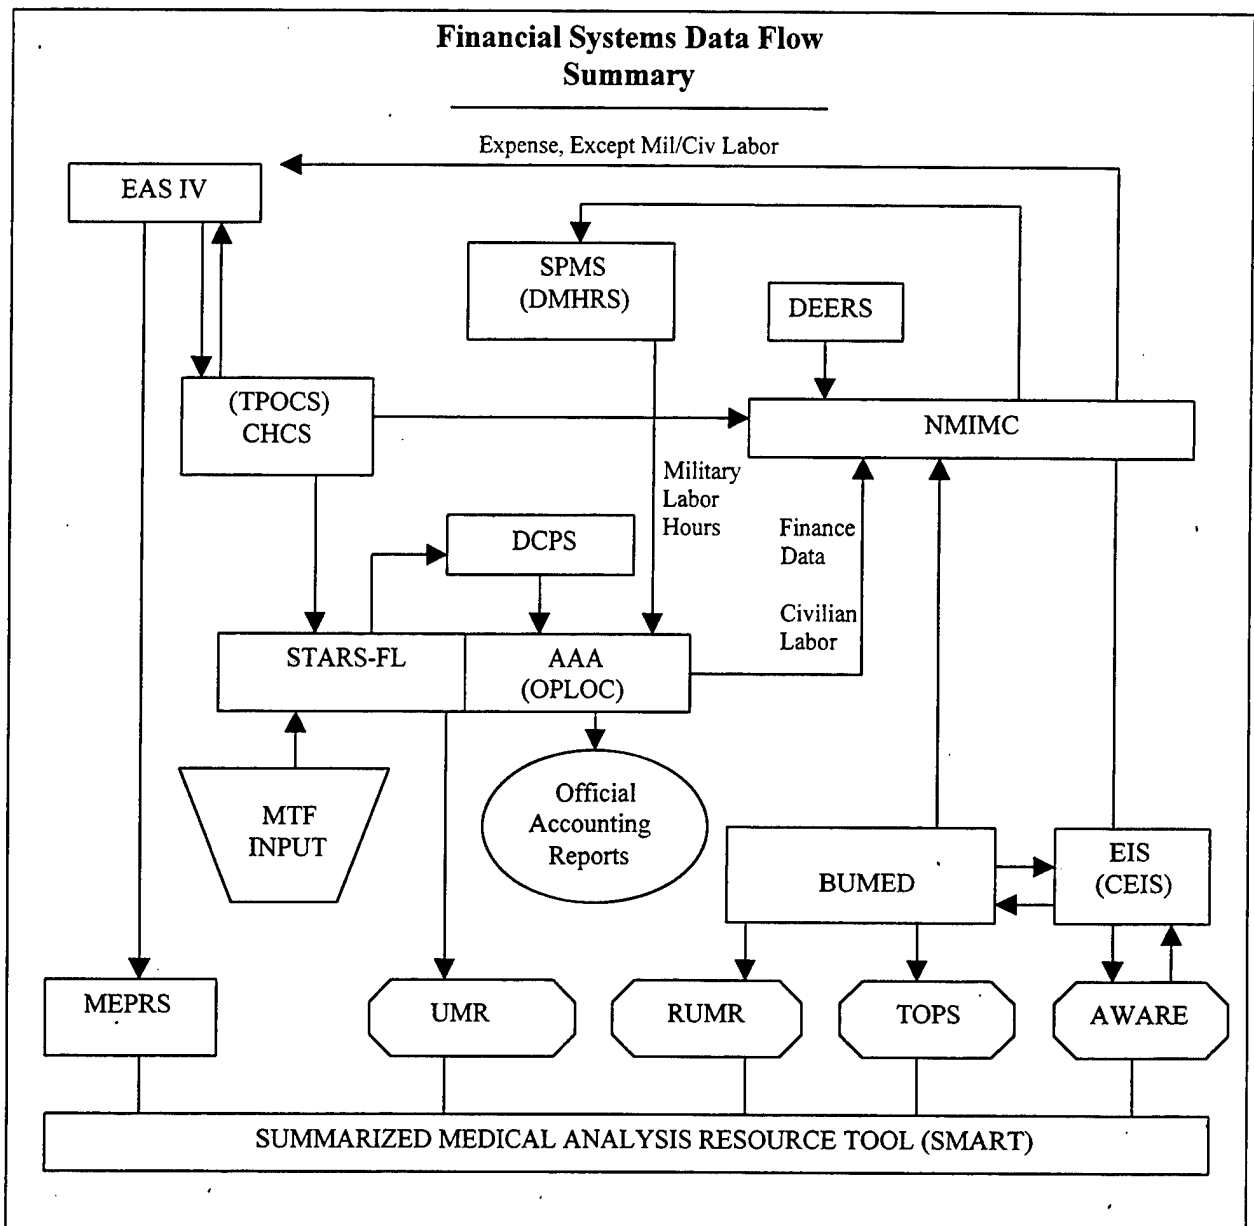 Financial Systems Data Flow
Summary
Expense, Except Mil/Civ Labor
EAS IV
SPMS
(DMHRS)
DEERS
(TPOCS)
CHCS
NMIMC
Military
Labor
Hours
DCPS
Finance
Data
Civilian
Labor
STARS-FL
AAA
(OPLOC)
MTF
INPUT
Official
Accounting
Reports
BUMED
EIS
(CEIS)
MEPRS
UMR
RUMR
TOPS
AWARE
SUMMARIZED MEDICAL ANALYSIS RESOURCE TOOL (SMART)